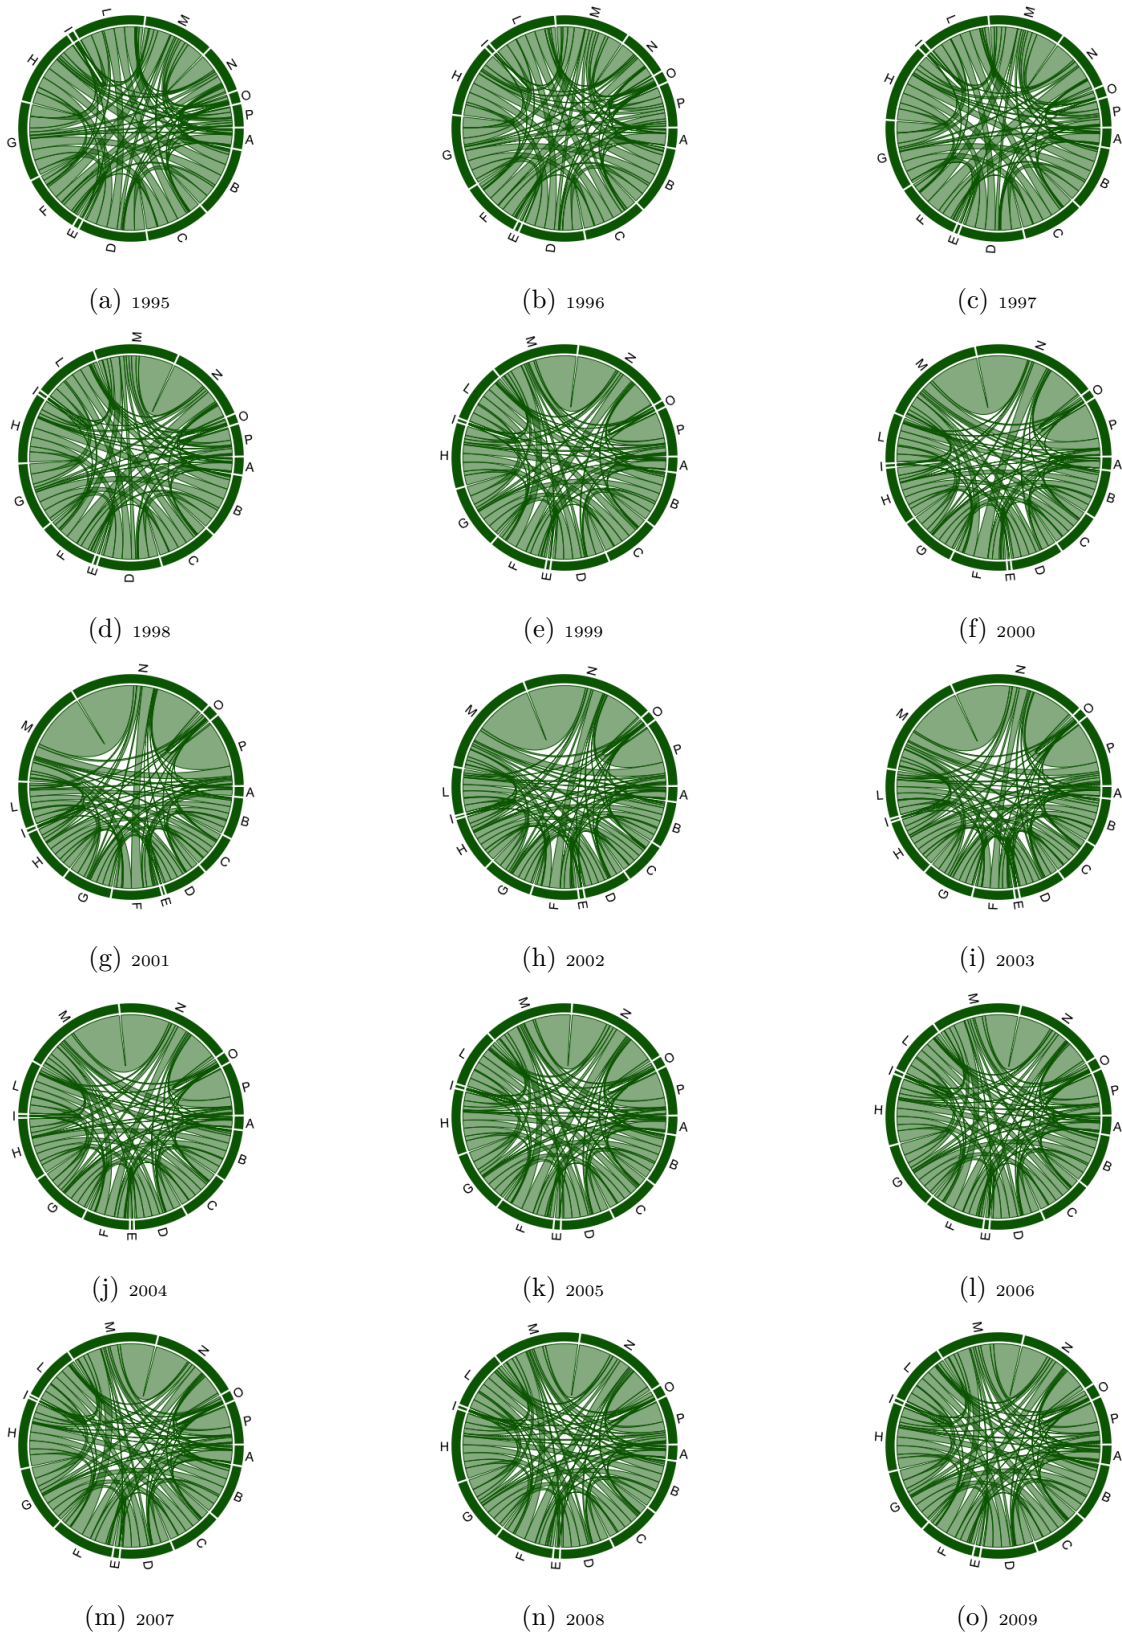 A B C D E F G H I L M N O P
A B C D E F G H I L M N O P
A B C D E F G H I L M N O P
(a) 1995
(b) 1996
(c) 1997
A B C D E F G H I L M N O P
A B C D E F G H I L M N O P
A B C D E F G H I L M N O P
(d) 1998
(e) 1999
(f) 2000
A B C D E F G H I L M N O P
A B C D E F G H I L M N O P
A B C D E F G H I L M N O P
(g) 2001
(h) 2002
(i) 2003
A B C D E F G H I L M N O P
A B C D E F G H I L M N O P
A B C D E F G H I L M N O P
(j) 2004
(k) 2005
(l) 2006
A B C D E F G H I L M N O P
A B C D E F G H I L M N O P
A B C D E F G H I L M N O P
(m) 2007
(n) 2008
(o) 2009